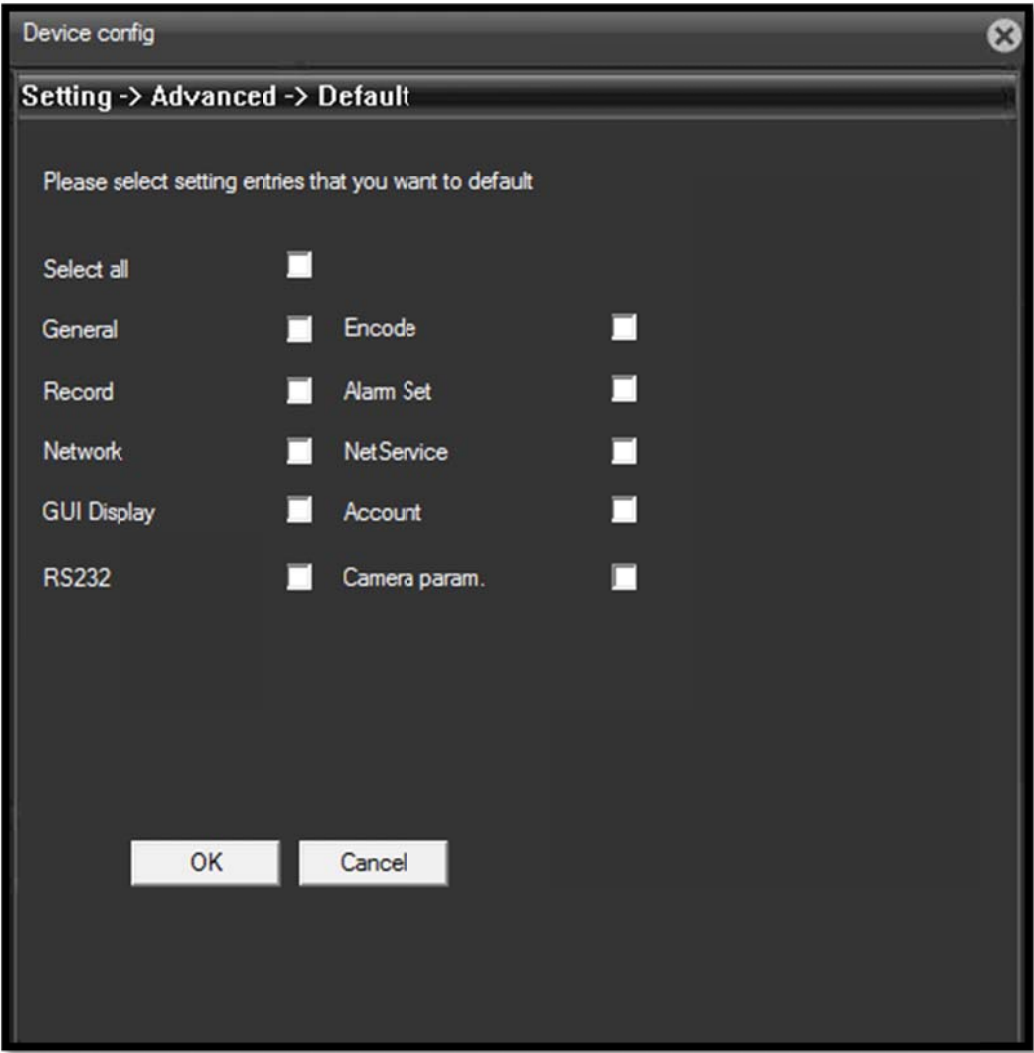 Device config
Setting -> Advanced -> Default
Please select setting entries that you want to default
Select all
General Encode
Record Alarm Set
Network NetService
GUI Display Account
RS232 Camera param.
OK Cancel